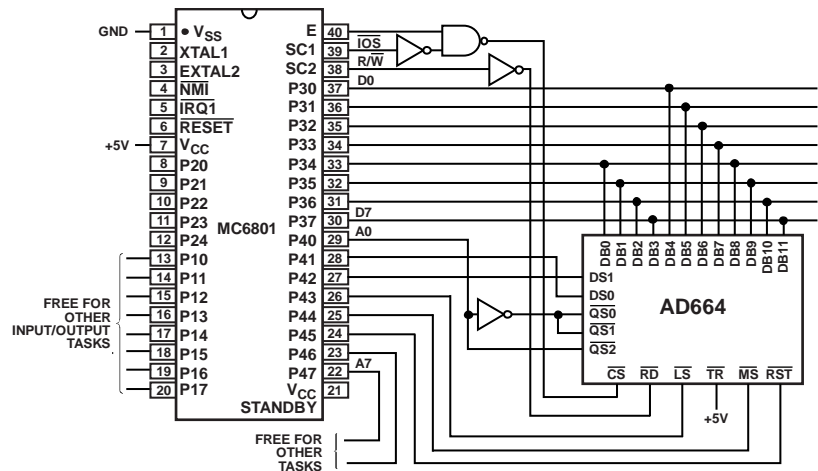 GND
+5V
1 • VSS
2 XTAL1
3 EXTAL2
4 NMI
5 IRQ1
6 RESET
7 VCC
8 P20
9 P21
10 P22
11 P23
12 P24
13 P10
14 P11
15 P12
16 P13
17 P14
18 P15
19 P16
20 P17
FREE FOR
OTHER
INPUT/OUTPUT
TASKS
MC6801
E 40
SC1 39
SC2 38
P30 37
P31 36
P32 35
P33 34
P34 33
P35 32
P36 31
P37 30
P40 29
P41 28
P42 27
P43 26
P44 25
P45 24
P46 23
P47 22
VCC 21
STANDBY
IOS
R/W
D0
D7
A0
A7
FREE FOR
OTHER
TASKS
DB0 DB1 DB2 DB3 DB4 DB5 DB6 DB7 DB8 DB9 DB10 DB11
DS1
DS0
QS0
QS1
QS2
AD664
CS RD LS TR MS RST
+5V